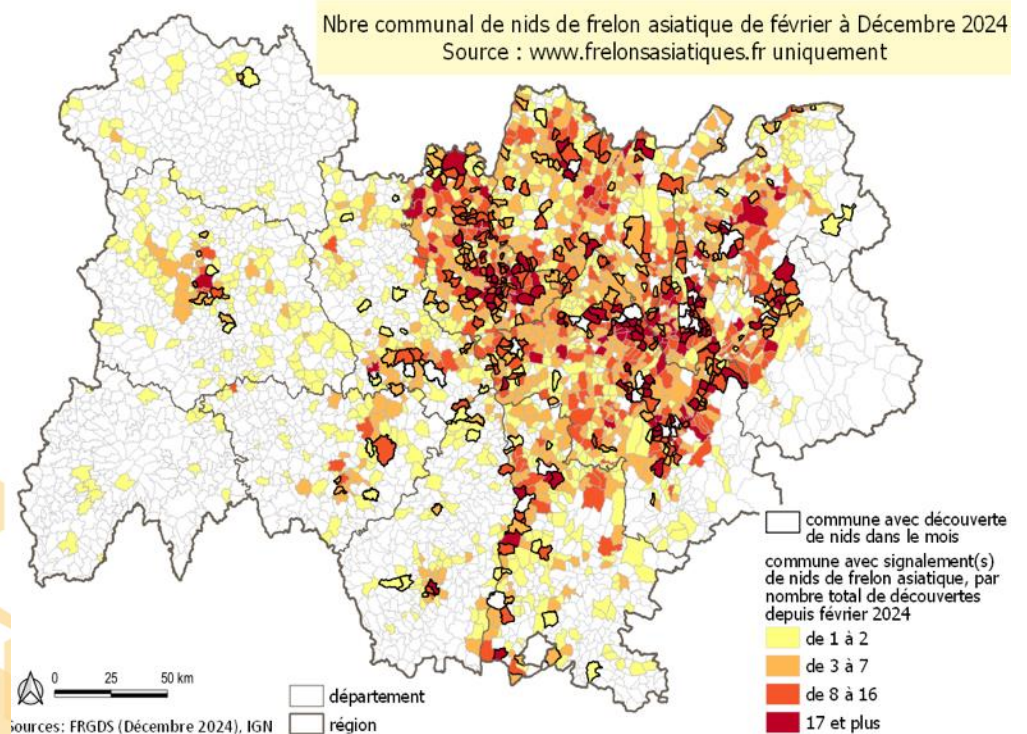 Nbre communal de nids de frelon asiatique de février à Décembre 2024
Source : www.frelonsasiatiques.fr uniquement
commune avec découverte
de nids dans le mois
commune avec signalement(s)
de nids de frelon asiatique, par
nombre total de découvertes
depuis février 2024
de 1 à 2
de 3 à 7
de 8 à 16
17 et plus
0 25 50 km
département
région
Sources: FRGDS (Décembre 2024), IGN